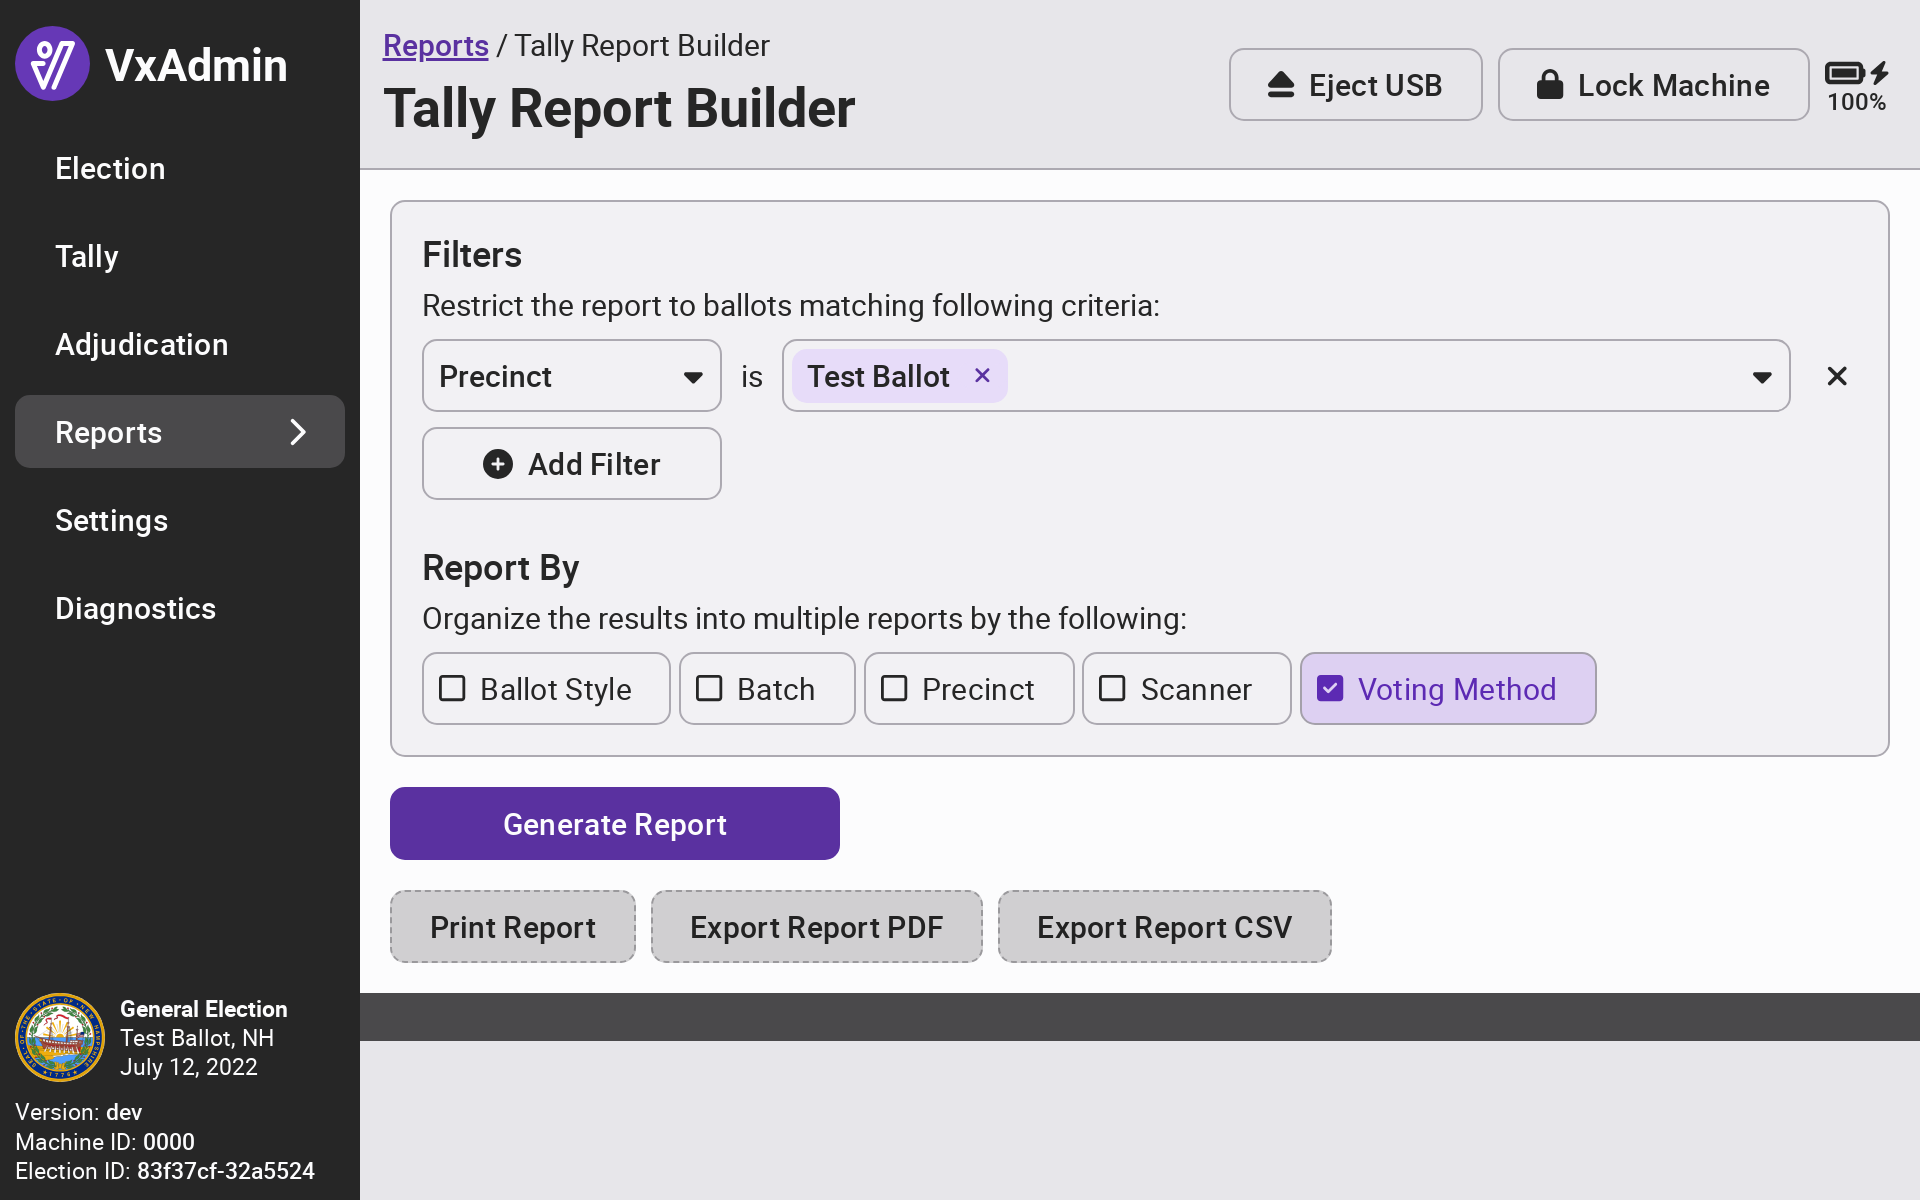 VxAdmin
Election
Tally
Adjudication
Reports
Settings
Diagnostics
General Election
Test Ballot, NH
July 12, 2022
Version: dev
Machine ID: 0000
Election ID: 83f37cf-32a5524
Reports / Tally Report Builder
Tally Report Builder
Eject USB
Lock Machine
100%
Filters
Restrict the report to ballots matching following criteria:
Precinct is Test Ballot
Add Filter
Report By
Organize the results into multiple reports by the following:
Ballot Style Batch Precinct Scanner Voting Method
Generate Report
Print Report Export Report PDF Export Report CSV